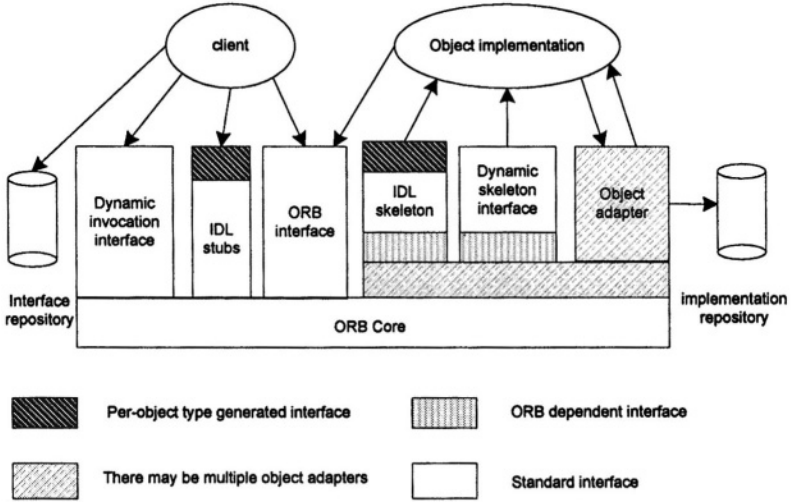 client
Object implementation
Dynamic
invocation
interface
IDL
stubs
ORB
interface
IDL
skeleton
Dynamic
skeleton
interface
Object
adapter
Interface
repository
implementation
repository
ORB Core
Per-object type generated interface
ORB dependent interface
There may be multiple object adapters
Standard interface